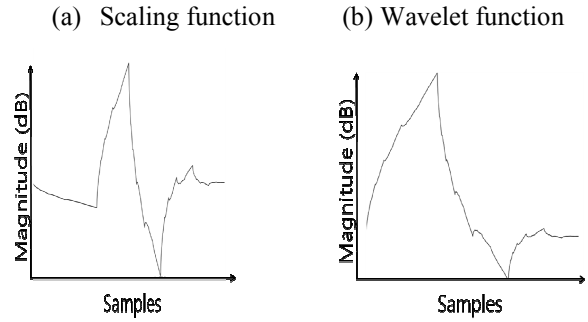 (a) Scaling function
(b) Wavelet function
Magnitude (dB)
Samples
Magnitude (dB)
Samples